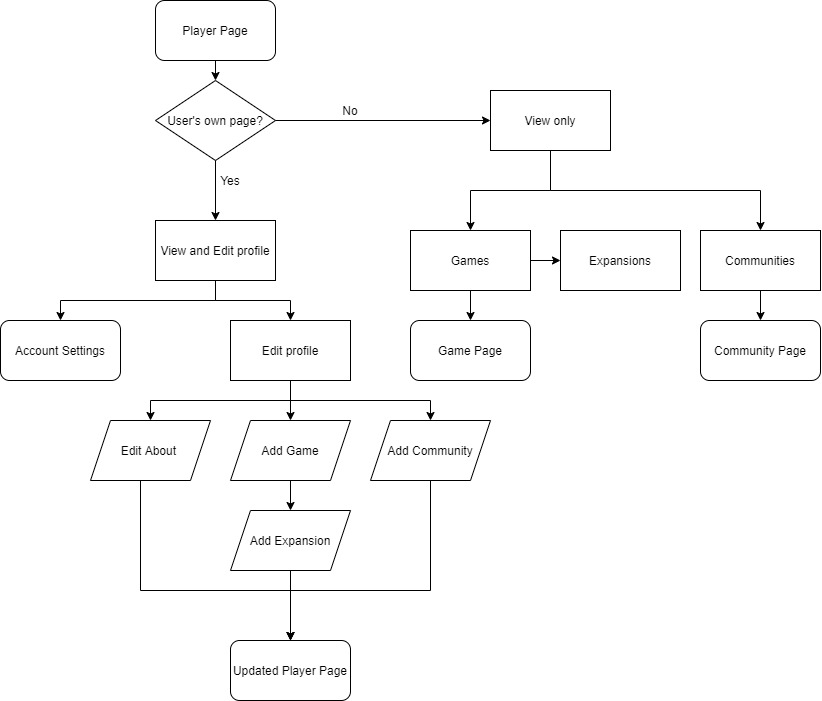 Player Page
User's own page?
No
View only
Yes
View and Edit profile
Games
Expansions
Communities
Account Settings
Edit profile
Game Page
Community Page
Edit About
Add Game
Add Community
Add Expansion
Updated Player Page